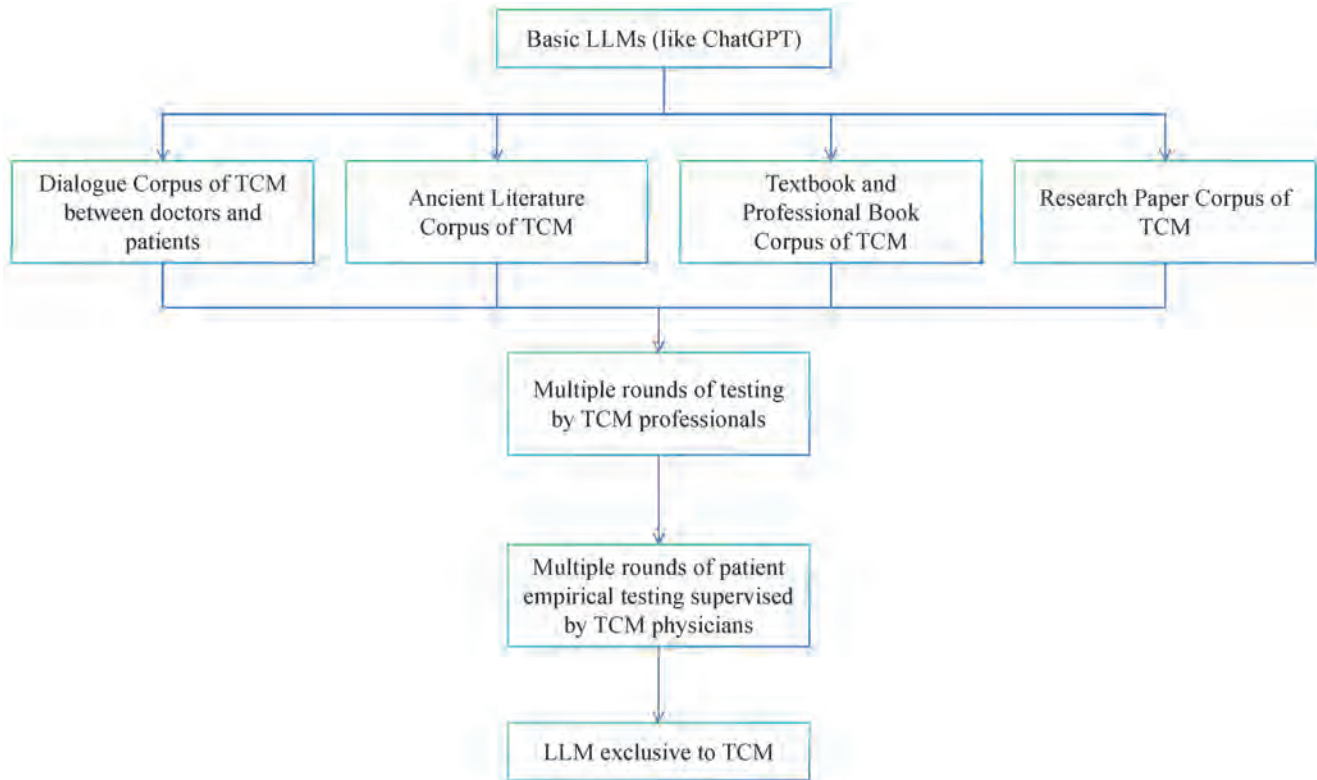 Basic LLMs (like ChatGPT)
Dialogue Corpus of TCM
between doctors and
patients
Ancient Literature
Corpus of TCM
Textbook and
Professional Book
Corpus of TCM
Research Paper Corpus of
TCM
Multiple rounds of testing
by TCM professionals
Multiple rounds of patient
empirical testing supervised
by TCM physicians
LLM exclusive to TCM